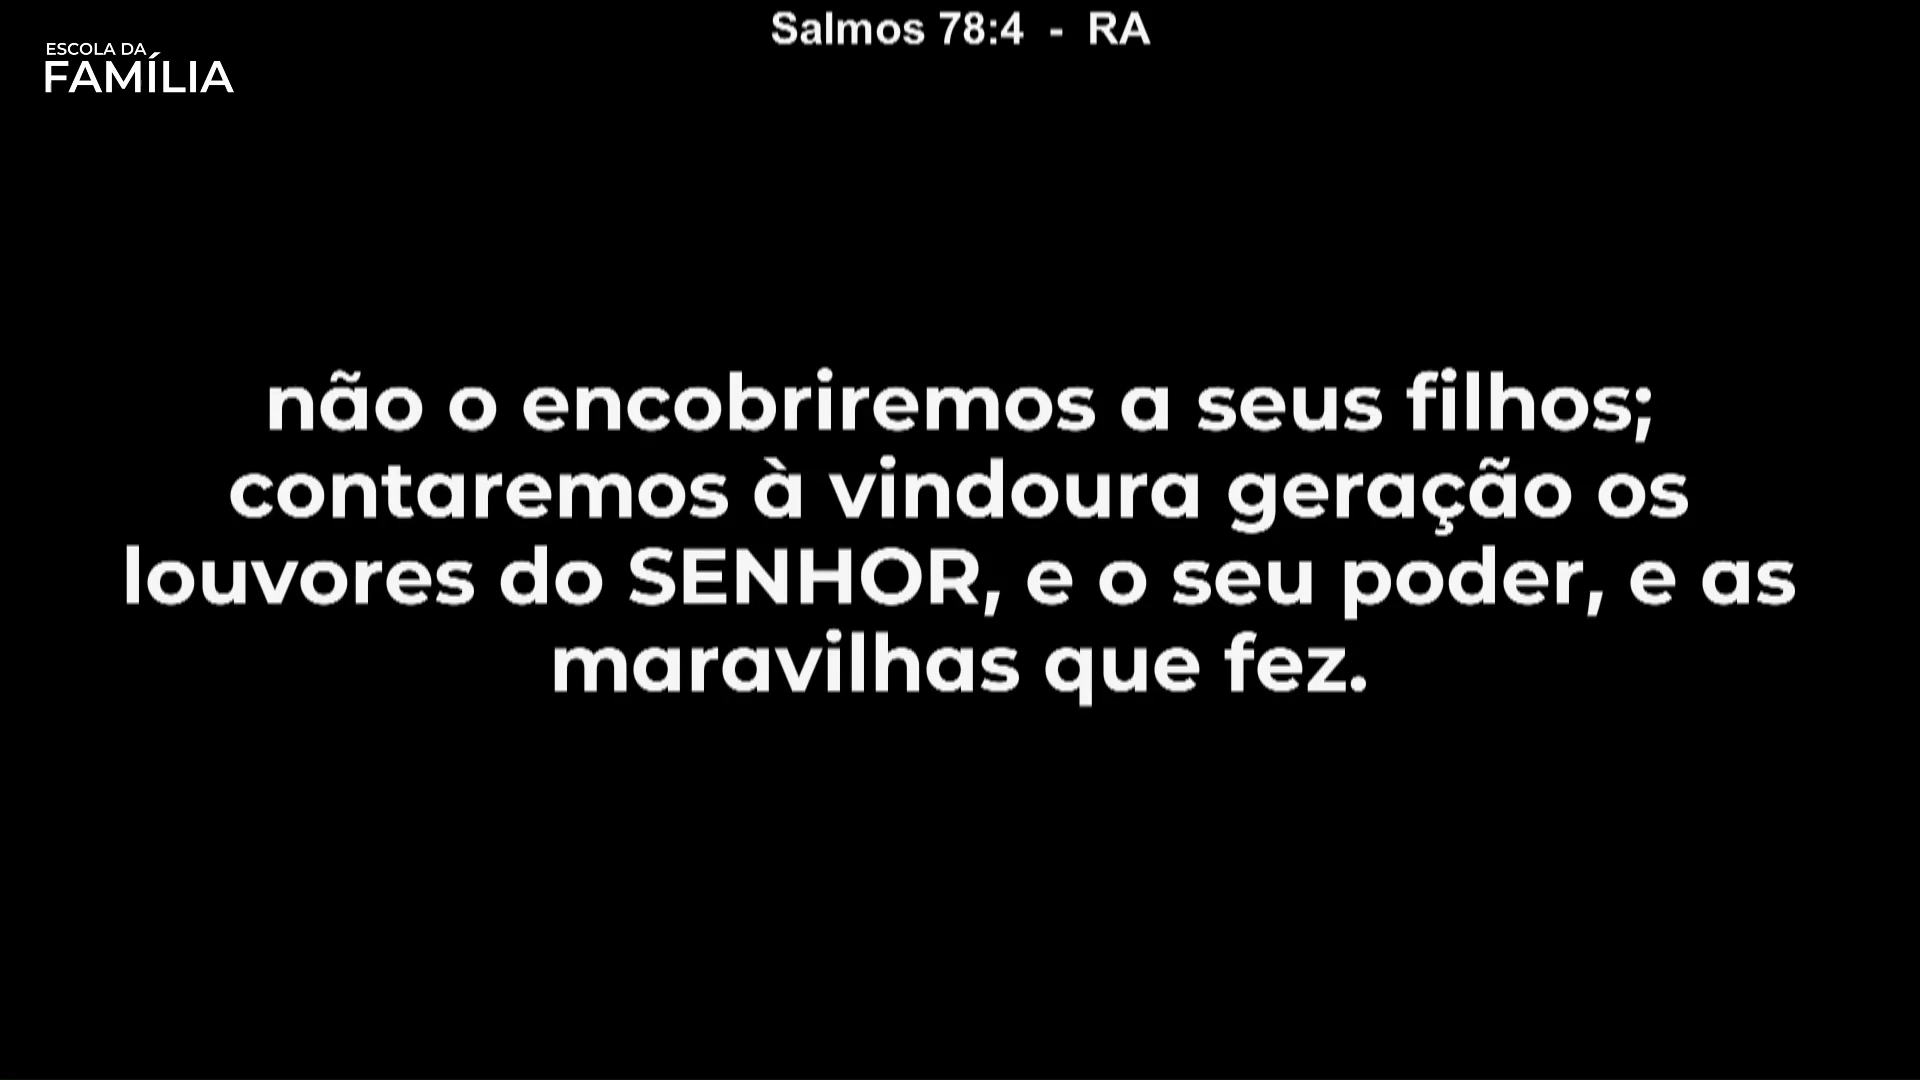 Salmos 78:4 - RA
ESCOLA DA
FAMÍLIA
não o encobriremos a seus filhos;
contaremos à vindoura geração os
louvores do SENHOR, e o seu poder, e as
maravilhas que fez.